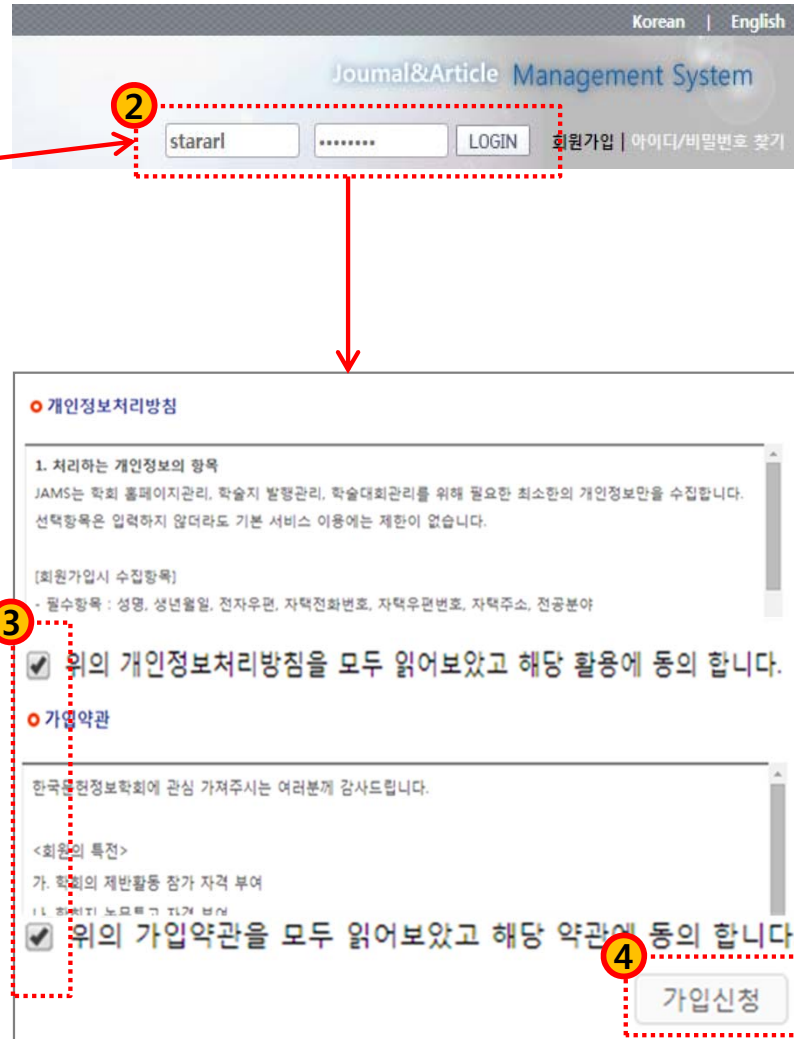 Korean | English
Joumal&Article Management System
2
stararl ········ LOGIN 회원가입 | 아이디/비밀번호 찾기
개인정보처리방침
1. 처리하는 개인정보의 항목
JAMS는 학회 홈페이지관리, 학술지 발행관리, 학술대회관리를 위해 필요한 최소한의 개인정보만을 수집합니다.
선택항목은 입력하지 않더라도 기본 서비스 이용에는 제한이 없습니다.
[회원가입시 수집항목]
- 필수항목 : 성명, 생년월일, 전자우편, 자택전화번호, 자택우편번호, 자택주소, 전공분야
3
위의 개인정보처리방침을 모두 읽어보았고 해당 활용에 동의 합니다.
가입약관
한국문헌정보학회에 관심 가져주시는 여러분께 감사드립니다.
<회원의 특전>
가. 학회의 제반활동 참가 자격 부여
나. 학회지 논문투고 자격 부여
위의 가입약관을 모두 읽어보았고 해당 약관에 동의 합니다
4
가입신청